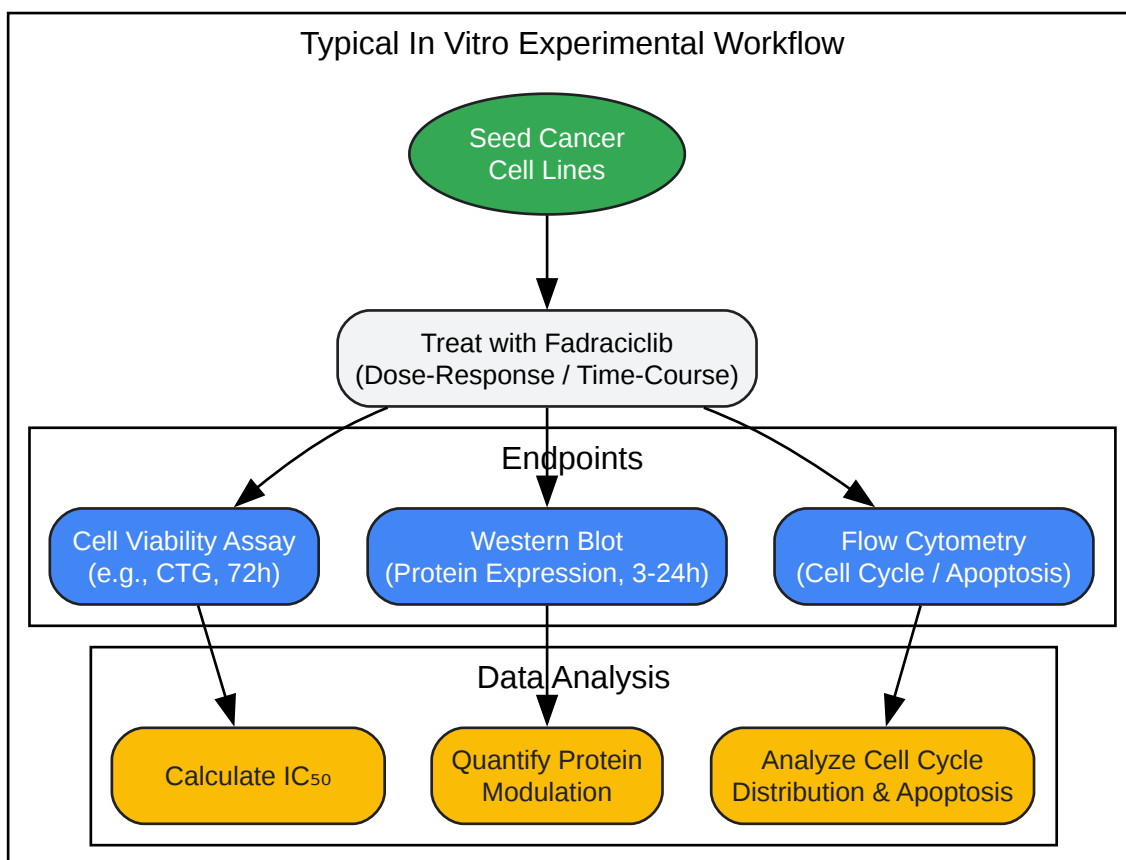 Typical In Vitro Experimental Workflow
Seed Cancer
Cell Lines
Treat with Fadraciclib
(Dose-Response / Time-Course)
Endpoints
Cell Viability Assay
(e.g., CTG, 72h)
Western Blot
(Protein Expression, 3-24h)
Flow Cytometry
(Cell Cycle / Apoptosis)
Data Analysis
Calculate IC₅₀
Quantify Protein
Modulation
Analyze Cell Cycle
Distribution & Apoptosis